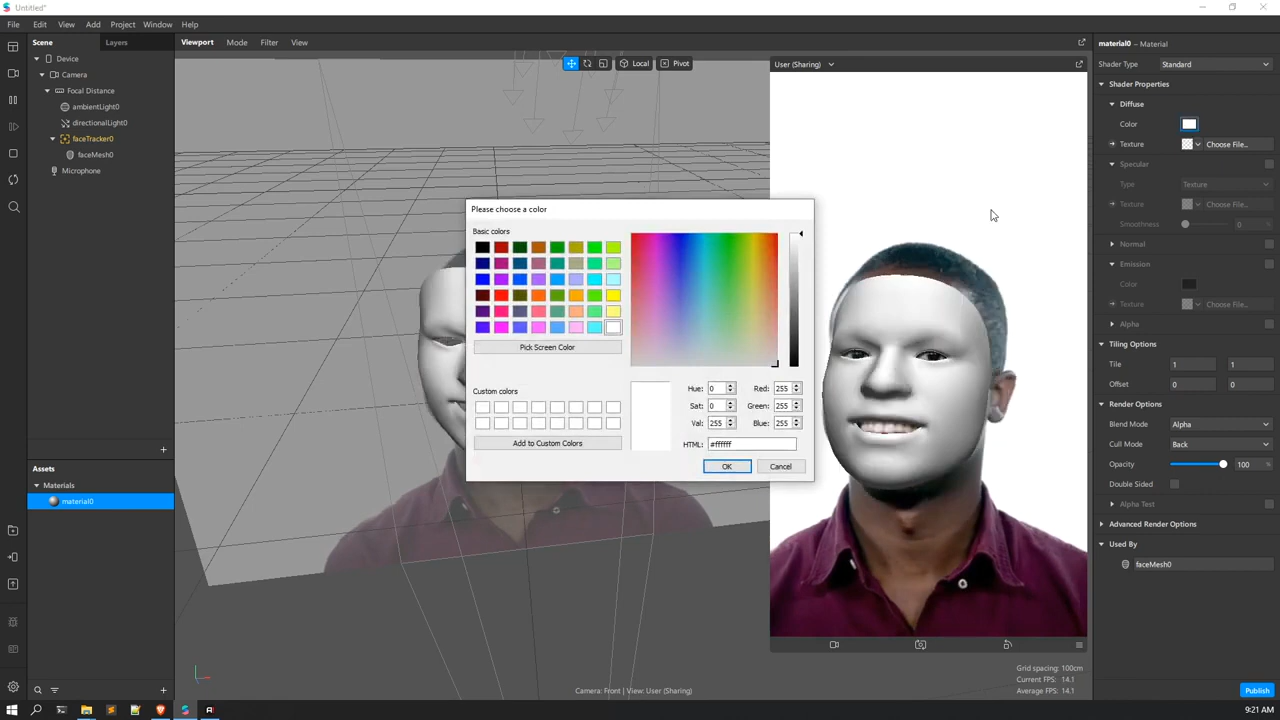 Untitled*
File Edit View Add Project Window Help
Scene Layers
Viewport Mode Filter View
material0 – Material
Device
Camera
Focal Distance
ambientLight0
directionalLight0
faceTracker0
faceMesh0
Microphone
Local Pivot
User (Sharing)
Shader Type Standard
Shader Properties
Diffuse
Color
Texture Choose File...
Specular
Type Texture
Texture Choose File...
Smoothness 0
Normal
Emission
Color
Texture Choose File...
Alpha
Tiling Options
Tile 1 1
Offset 0 0
Render Options
Blend Mode Alpha
Cull Mode Back
Opacity 100
Double Sided
Alpha Test
Advanced Render Options
Used By
faceMesh0
Please choose a color
Basic colors
Pick Screen Color
Custom colors
Add to Custom Colors
Hue: 0 Red: 255
Sat: 0 Green: 255
Val: 255 Blue: 255
HTML: #ffffff
OK Cancel
Assets
Materials
material0
Camera: Front | View: User (Sharing)
Grid spacing: 100cm
Current FPS: 14.1
Average FPS: 14.1
Publish
9:21 AM